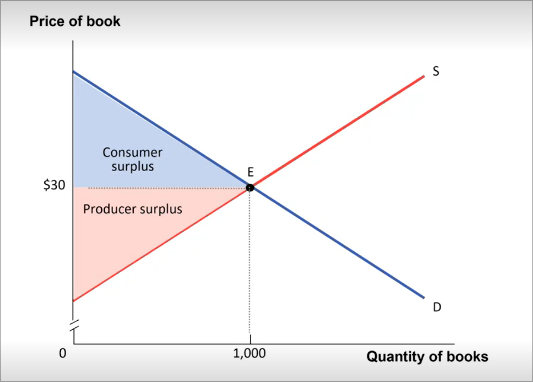 Price of book
S
Consumer
surplus
E
$30
Producer surplus
D
0
1,000
Quantity of books